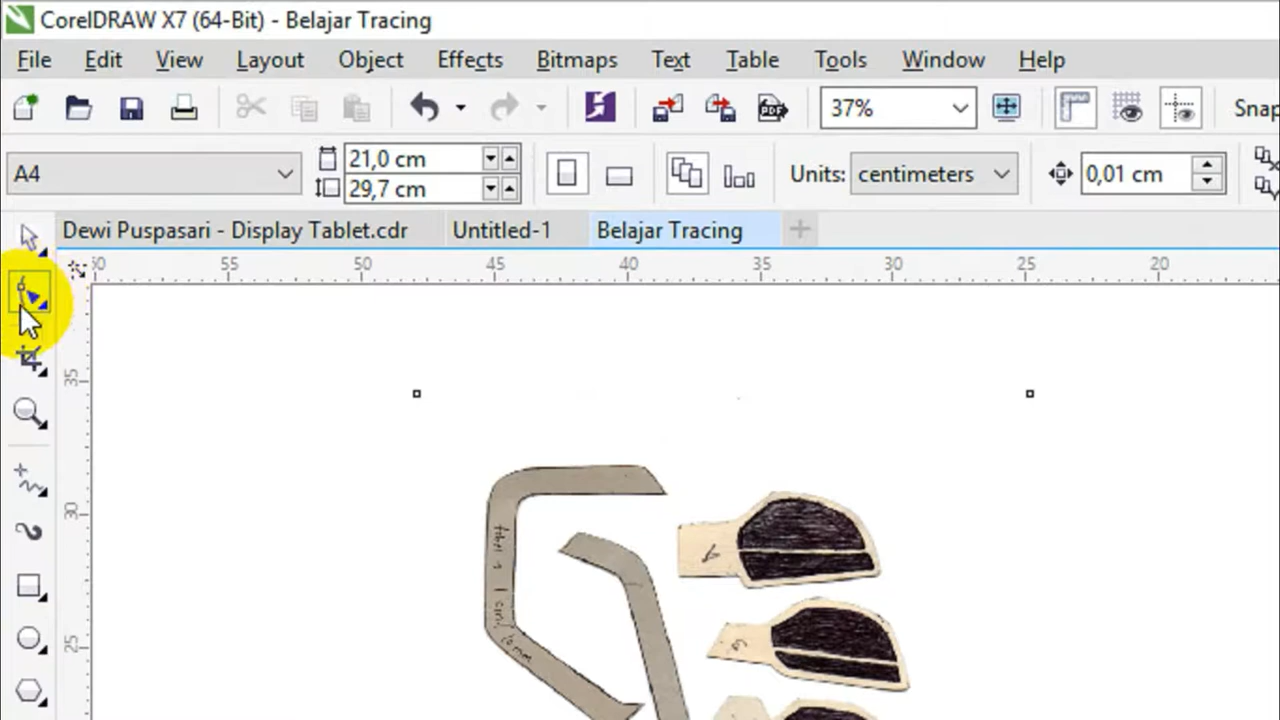 CorelDRAW X7 (64-Bit) - Belajar Tracing
File Edit View Layout Object Effects Bitmaps Text Table Tools Window Help
PDF 37% Snap
A4 21,0 cm Units: centimeters 0,01 cm
29,7 cm
Dewi Puspasari - Display Tablet.cdr Untitled-1 Belajar Tracing
55 50 45 40 35 30 25 20
35
30
25